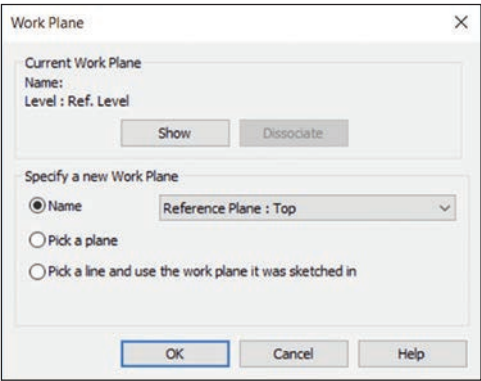 Work Plane
Current Work Plane
Name:
Level : Ref. Level
Show Dissociate
Specify a new Work Plane
Name Reference Plane : Top
Pick a plane
Pick a line and use the work plane it was sketched in
OK Cancel Help